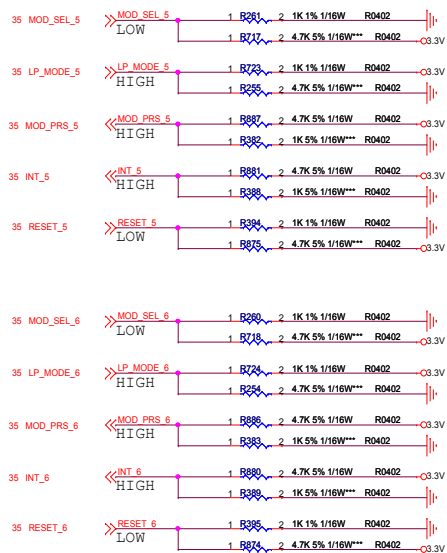 35 MOD_SEL_5 MOD_SEL_5 1 R261 2 1K 1% 1/16W R0402
LOW
1 R717 2 4.7K 5% 1/16W*** R0402 3.3V
35 LP_MODE_5 LP_MODE_5 1 R723 2 1K 1% 1/16W R0402 3.3V
HIGH
1 R255 2 4.7K 5% 1/16W*** R0402
35 MOD_PRS_5 MOD_PRS_5 1 R887 2 4.7K 5% 1/16W R0402 3.3V
HIGH
1 R382 2 1K 5% 1/16W*** R0402
35 INT_5 INT_5 1 R881 2 4.7K 5% 1/16W R0402 3.3V
HIGH
1 R388 2 1K 5% 1/16W*** R0402
35 RESET_5 RESET_5 1 R394 2 1K 1% 1/16W R0402
LOW
1 R875 2 4.7K 5% 1/16W*** R0402 3.3V
35 MOD_SEL_6 MOD_SEL_6 1 R260 2 1K 1% 1/16W R0402
LOW
1 R718 2 4.7K 5% 1/16W*** R0402 3.3V
35 LP_MODE_6 LP_MODE_6 1 R724 2 1K 1% 1/16W R0402 3.3V
HIGH
1 R254 2 4.7K 5% 1/16W*** R0402
35 MOD_PRS_6 MOD_PRS_6 1 R886 2 4.7K 5% 1/16W R0402 3.3V
HIGH
1 R383 2 1K 5% 1/16W*** R0402
35 INT_6 INT_6 1 R880 2 4.7K 5% 1/16W R0402 3.3V
HIGH
1 R389 2 1K 5% 1/16W*** R0402
35 RESET_6 RESET_6 1 R395 2 1K 1% 1/16W R0402
LOW
1 R874 2 4.7K 5% 1/16W*** R0402 3.3V